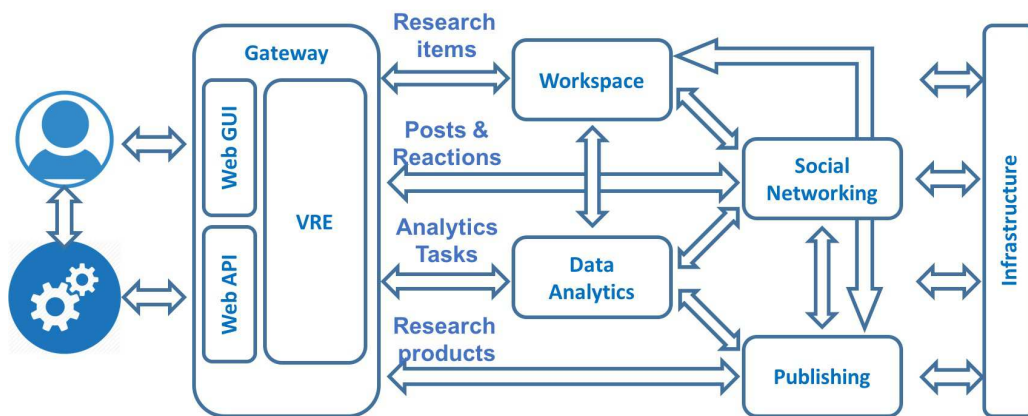 Gateway
Web GUI
Web API
VRE
Research
items
Posts &
Reactions
Analytics
Tasks
Research
products
Workspace
Social
Networking
Data
Analytics
Publishing
Infrastructure